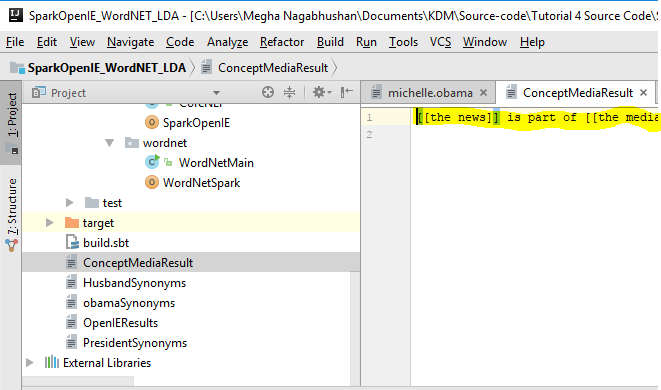 SparkOpenIE_WordNET_LDA - [C:\Users\Megha Nagabhushan\Documents\KDM\Source-code\Tutorial 4 Source Code\S
File Edit View Navigate Code Analyze Refactor Build Run Tools VCS Window Help
SparkOpenIE_WordNET_LDA ConceptMediaResult
1: Project
7: Structure
Project
michelle.obama ConceptMediaResult
SparkOpenIE
wordnet
WordNetMain
WordNetSpark
test
target
build.sbt
ConceptMediaResult
HusbandSynonyms
obamaSynonyms
OpenIEResults
PresidentSynonyms
External Libraries
1 [[the news]] is part of [[the media
2